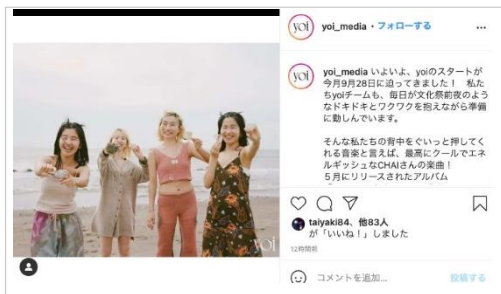 yoi
yoi_media • フォローする
yoi
yoi_media いよいよ、yoiのスタートが
今月9月28日に迫ってきました！ 私た
ちyoiチームも、毎日が文化祭前夜のよう
なドキドキとワクワクを抱えながら準備
に勤しんでいます。
そんな私たちの背中をぐいっと押してく
れる音楽と言えば、最高にクールでエネ
ルギッシュなCHAIさんの楽曲！
５月にリリースされたアルバム
yoi
taiyaki84、他83人
が「いいね！」しました
12時間前
コメントを追加...
投稿する